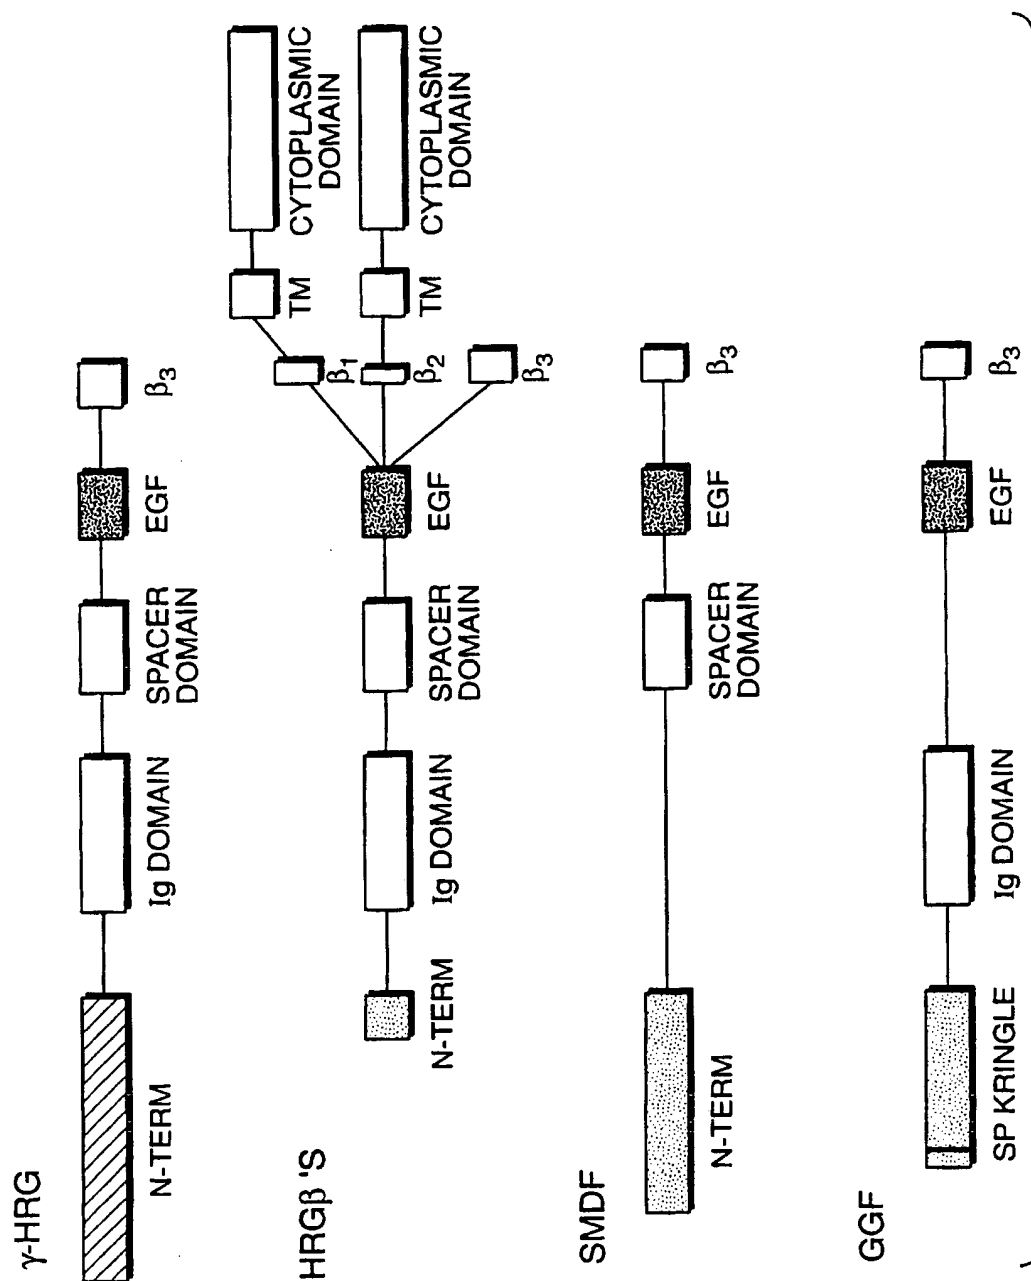 γ-HRG
N-TERM
Ig DOMAIN
SPACER
DOMAIN
EGF
β3
HRGβ 'S
N-TERM
Ig DOMAIN
SPACER
DOMAIN
EGF
β1
TM
CYTOPLASMIC
DOMAIN
β2
TM
CYTOPLASMIC
DOMAIN
β3
SMDF
N-TERM
SPACER
DOMAIN
EGF
β3
GGF
SP KRINGLE
Ig DOMAIN
EGF
β3